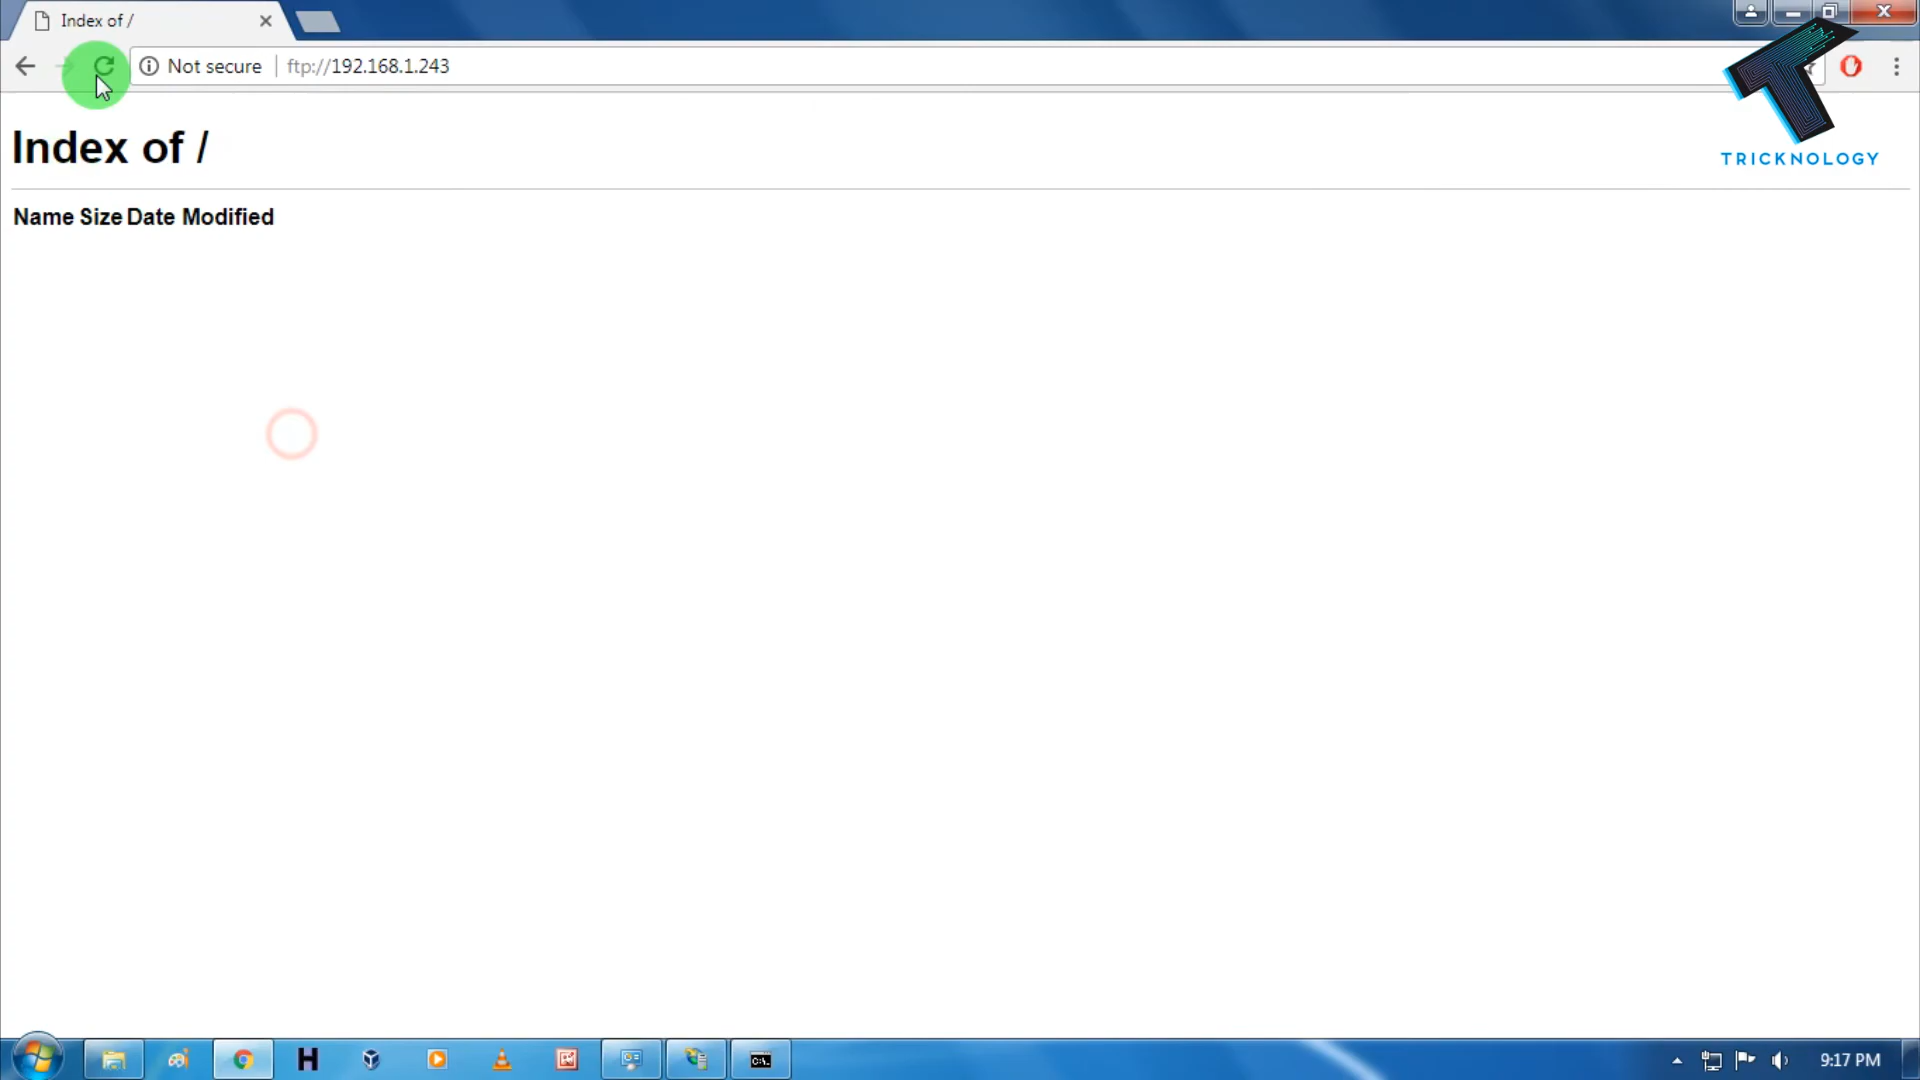 Index of /
Not secure
ftp://192.168.1.243
TRICKNOLOGY
Index of /
Name Size Date Modified
H
C:\.
9:17 PM